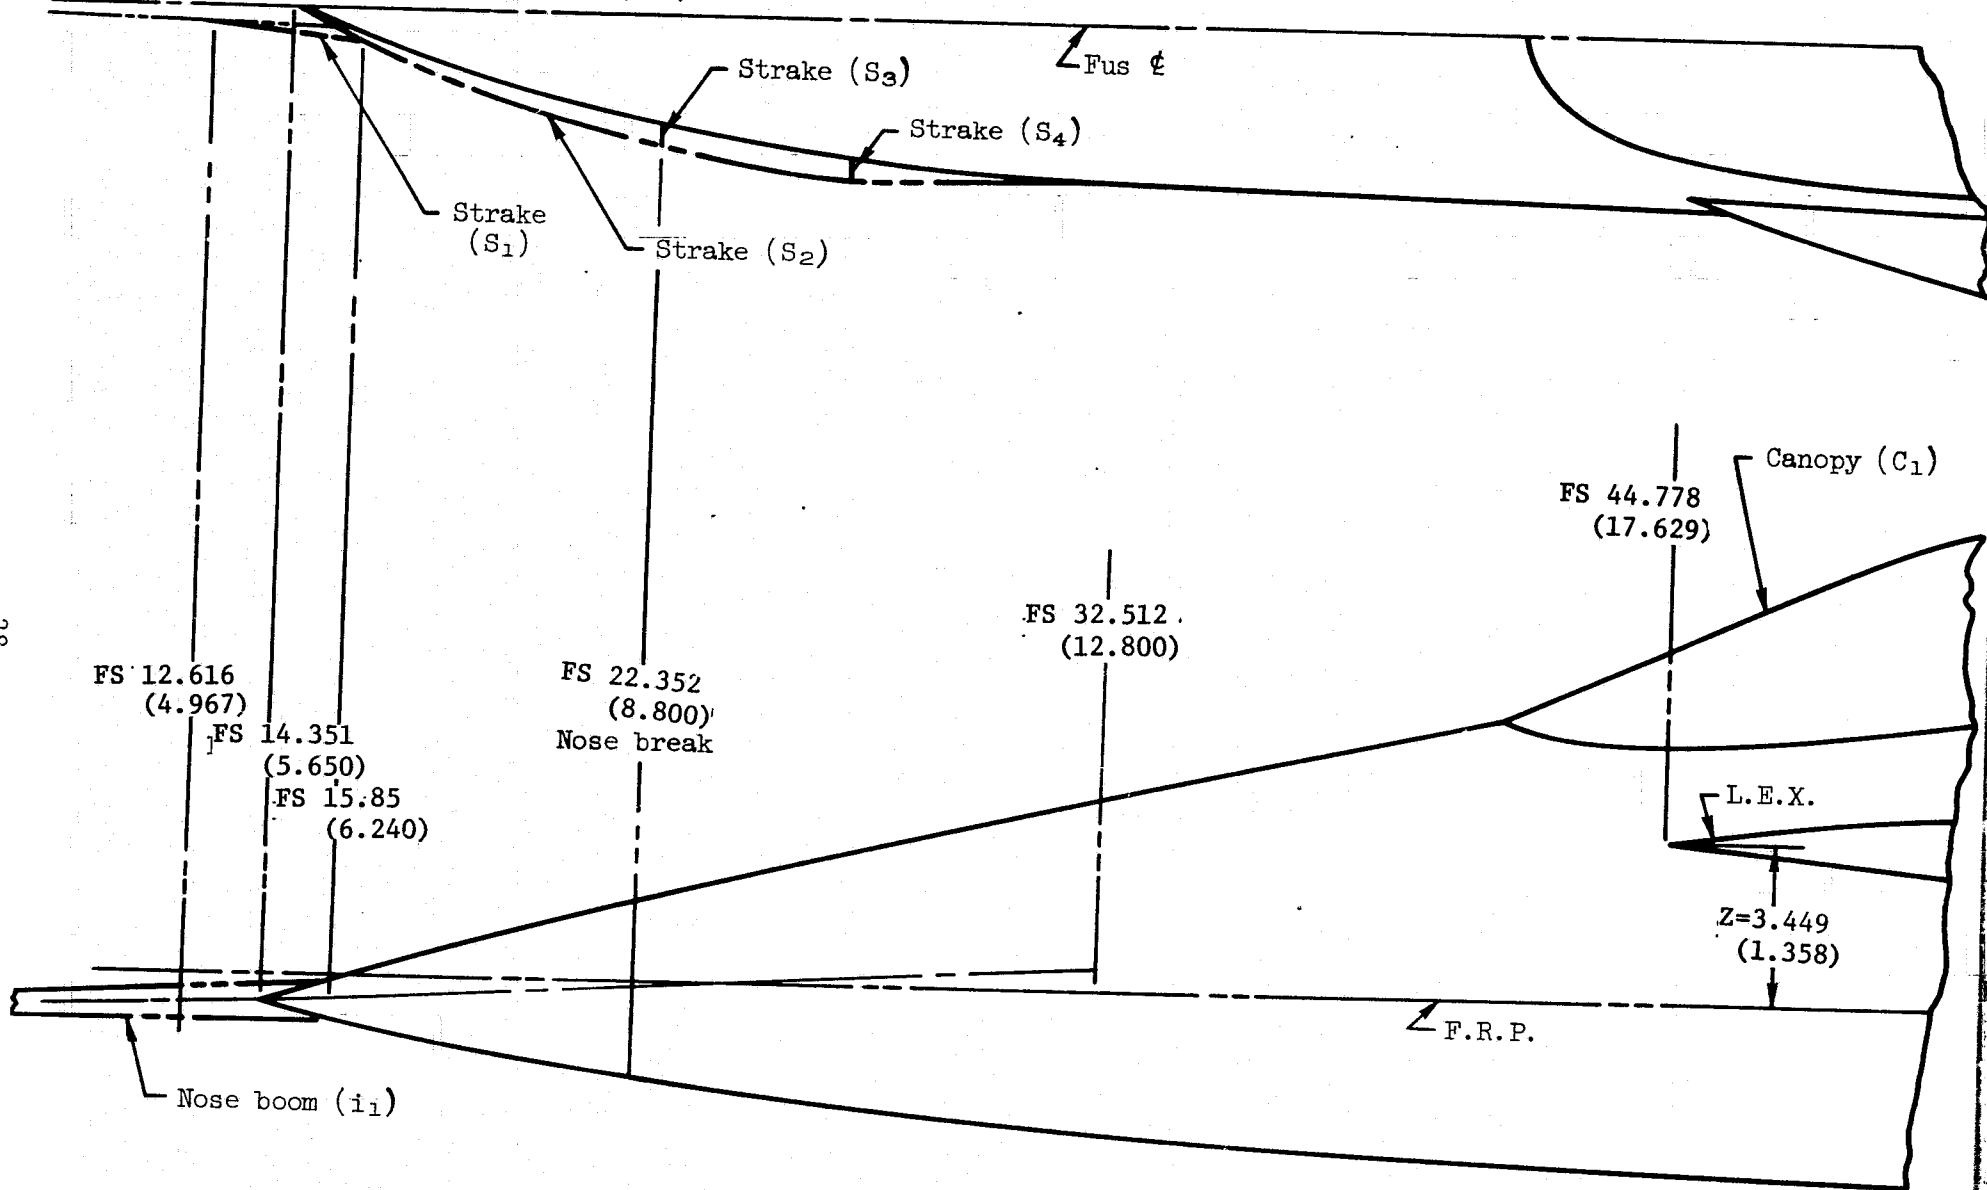 Fus ℄
Strake (S3)
Strake (S4)
Strake
(S1)
Strake (S2)
Canopy (C1)
FS 44.778
(17.629)
FS 32.512
(12.800)
FS 12.616
(4.967)
FS 22.352
(8.800)
Nose break
FS 14.351
(5.650)
FS 15.85
(6.240)
L.E.X.
Z=3.449
(1.358)
F.R.P.
Nose boom (i1)